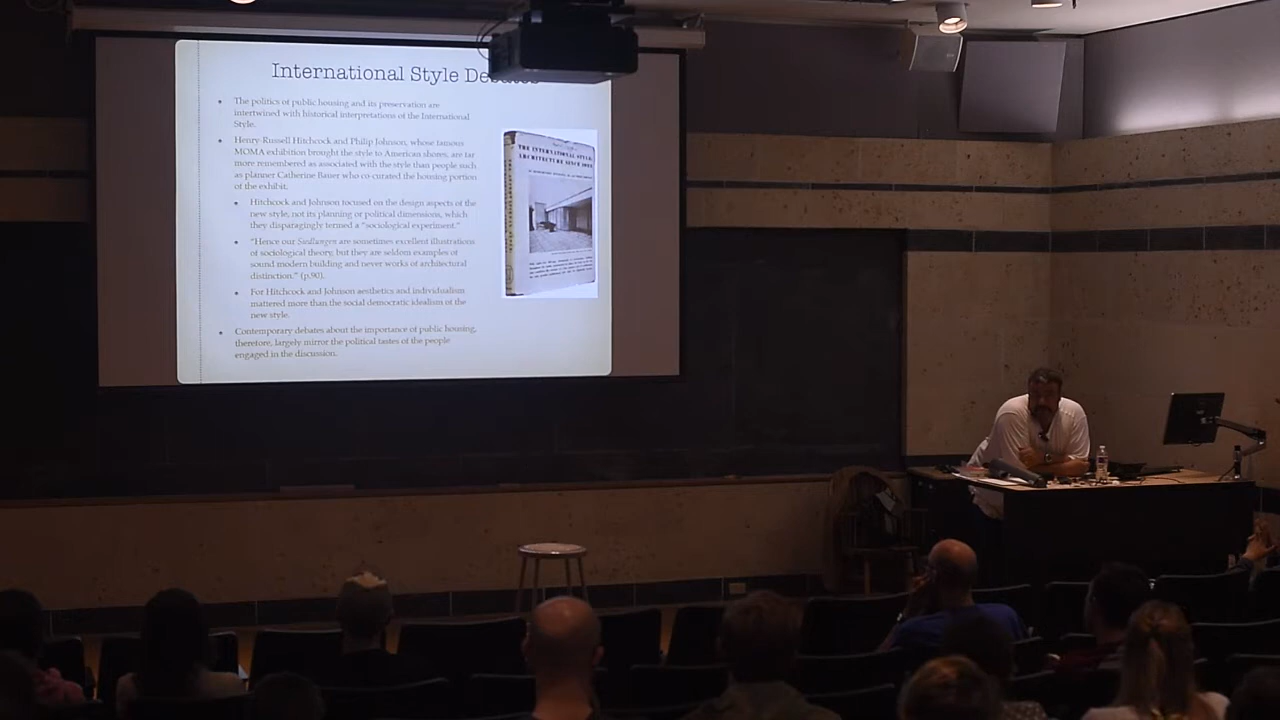 International Style Debates
• The politics of public housing and its preservation are
intertwined with historical interpretations of the International
Style.
• Henry-Russell Hitchcock and Philip Johnson, whose famous
MOMA exhibition brought the style to American shores, are far
more remembered as associated with the style than people such
as planner Catherine Bauer who co-curated the housing portion
of the exhibit.
• Hitchcock and Johnson focused on the design aspects of the
new style, not its planning or political dimensions, which
they disparagingly termed a "sociological experiment."
• "Hence our Siedlungen are sometimes excellent illustrations
of sociological theory, but they are seldom examples of
sound modern building and never works of architectural
distinction." (p.90).
• For Hitchcock and Johnson aesthetics and individualism
mattered more than the social democratic idealism of the
new style.
• Contemporary debates about the importance of public housing,
therefore, largely mirror the political tastes of the people
engaged in the discussion.
THE INTERNATIONAL STYLE:
ARCHITECTURE SINCE 1922